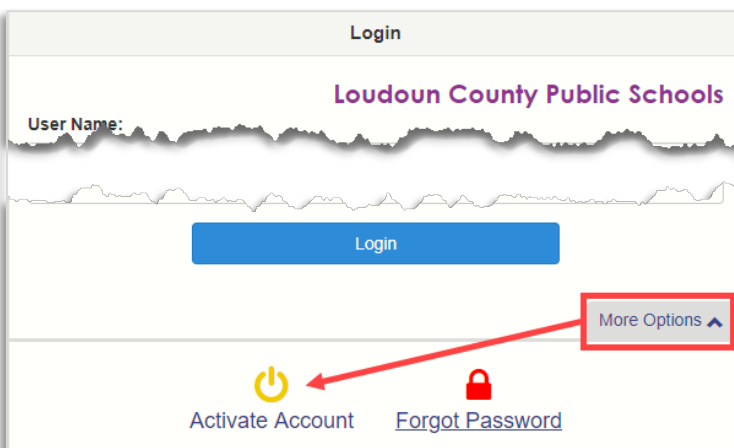 Login
Loudoun County Public Schools
User Name:
Login
More Options
Activate Account Forgot Password